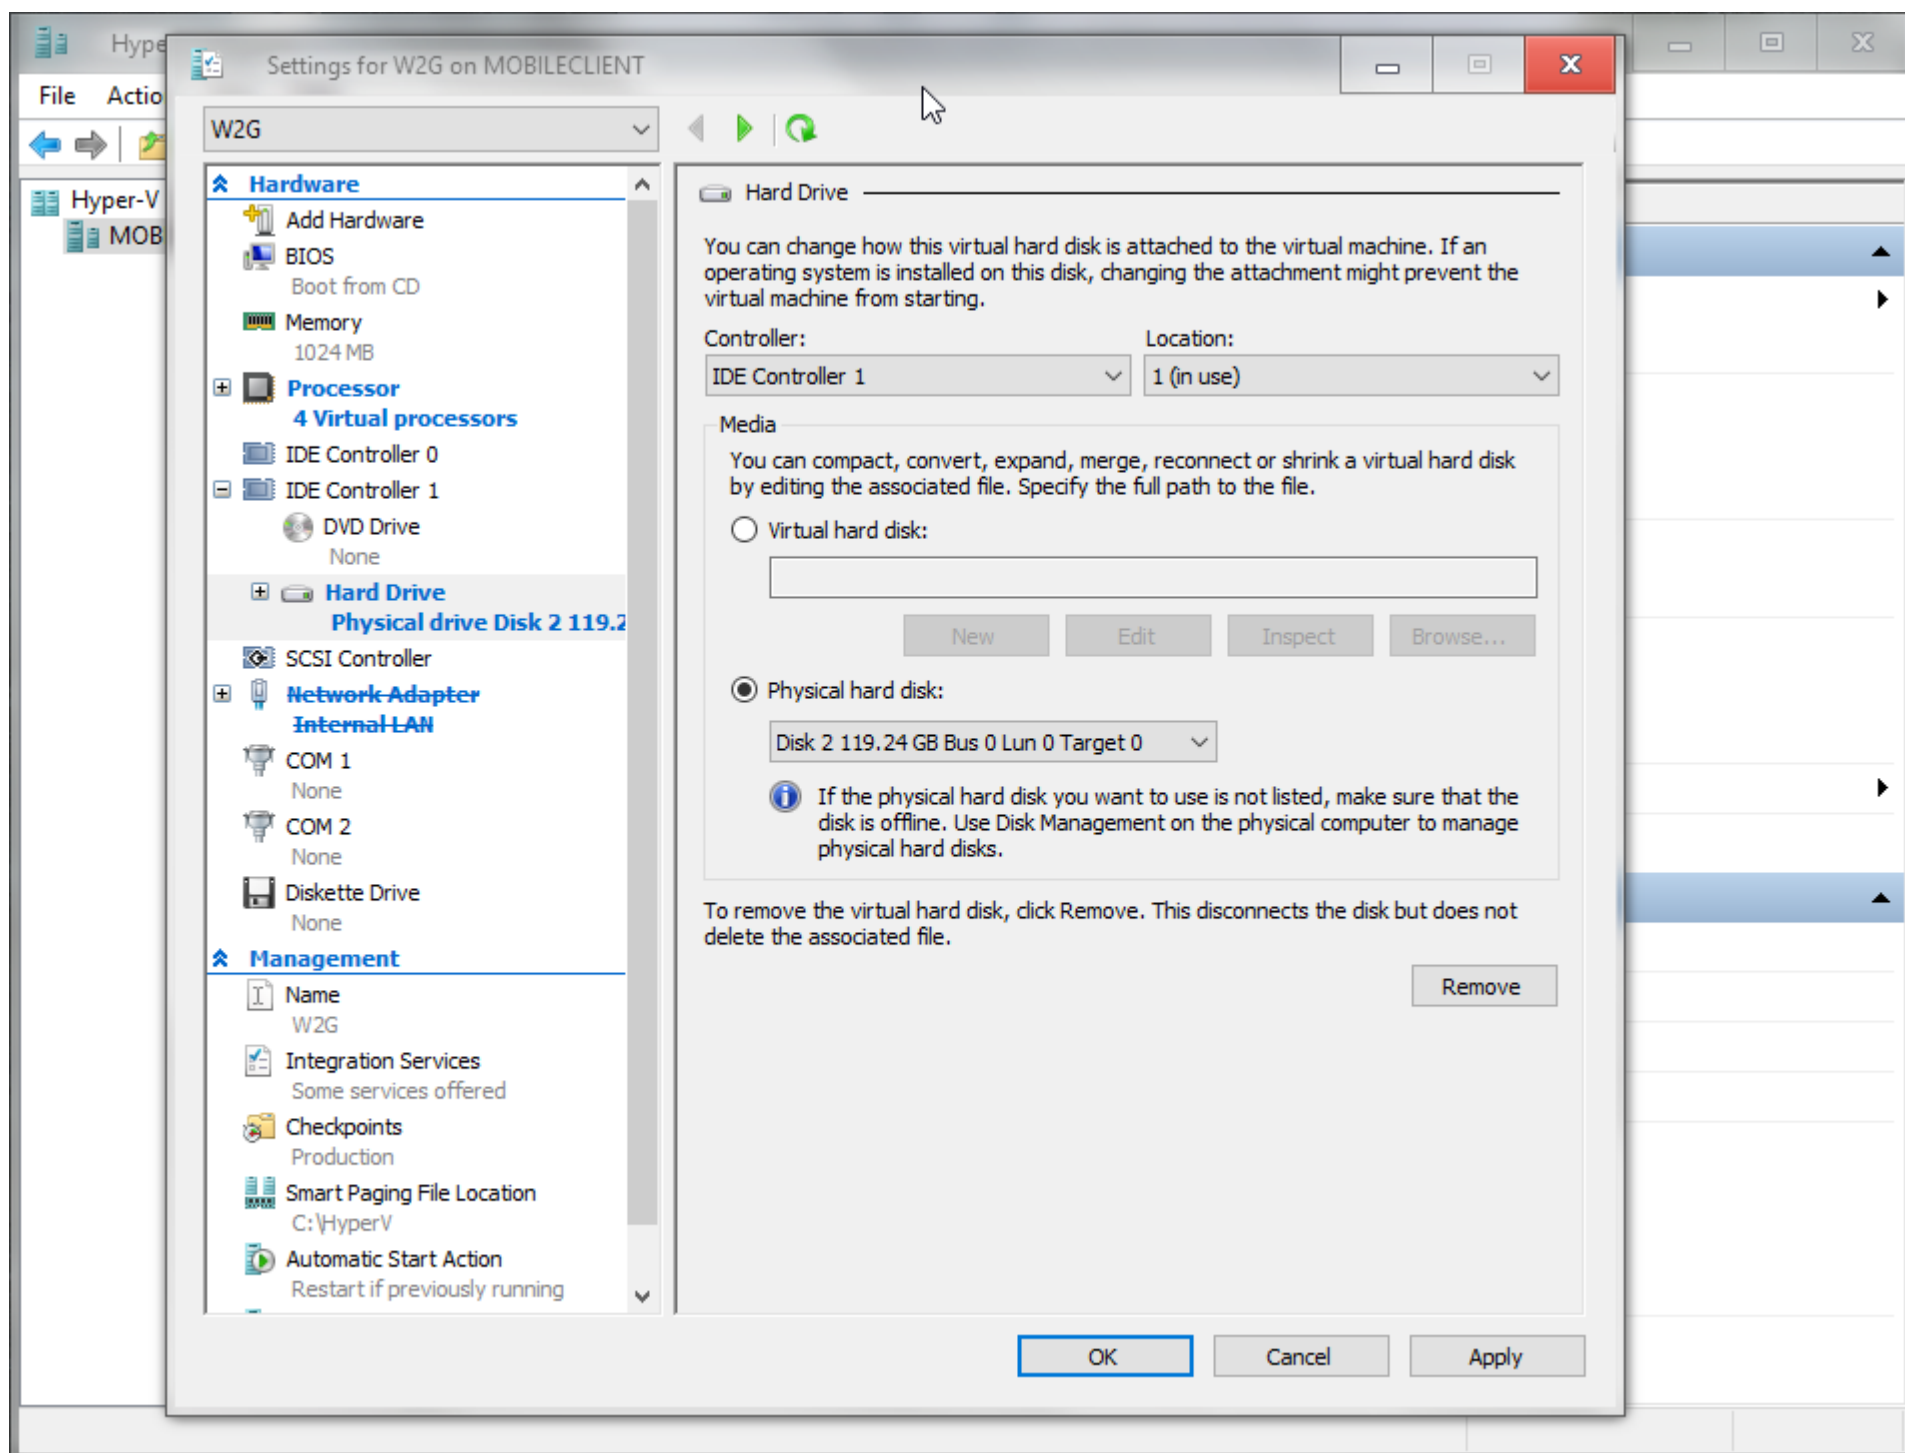 Hype
Settings for W2G on MOBILECLIENT
File Actio
W2G
Hyper-V
MOB
Hardware
Add Hardware
BIOS
Boot from CD
Memory
1024 MB
Processor
4 Virtual processors
IDE Controller 0
IDE Controller 1
DVD Drive
None
Hard Drive
Physical drive Disk 2 119.2
SCSI Controller
Network Adapter
Internal LAN
COM 1
None
COM 2
None
Diskette Drive
None
Management
Name
W2G
Integration Services
Some services offered
Checkpoints
Production
Smart Paging File Location
C:\HyperV
Automatic Start Action
Restart if previously running
Hard Drive
You can change how this virtual hard disk is attached to the virtual machine. If an
operating system is installed on this disk, changing the attachment might prevent the
virtual machine from starting.
Controller: Location:
IDE Controller 1 1 (in use)
Media
You can compact, convert, expand, merge, reconnect or shrink a virtual hard disk
by editing the associated file. Specify the full path to the file.
Virtual hard disk:
New Edit Inspect Browse...
Physical hard disk:
Disk 2 119.24 GB Bus 0 Lun 0 Target 0
If the physical hard disk you want to use is not listed, make sure that the
disk is offline. Use Disk Management on the physical computer to manage
physical hard disks.
To remove the virtual hard disk, click Remove. This disconnects the disk but does not
delete the associated file.
Remove
OK Cancel Apply